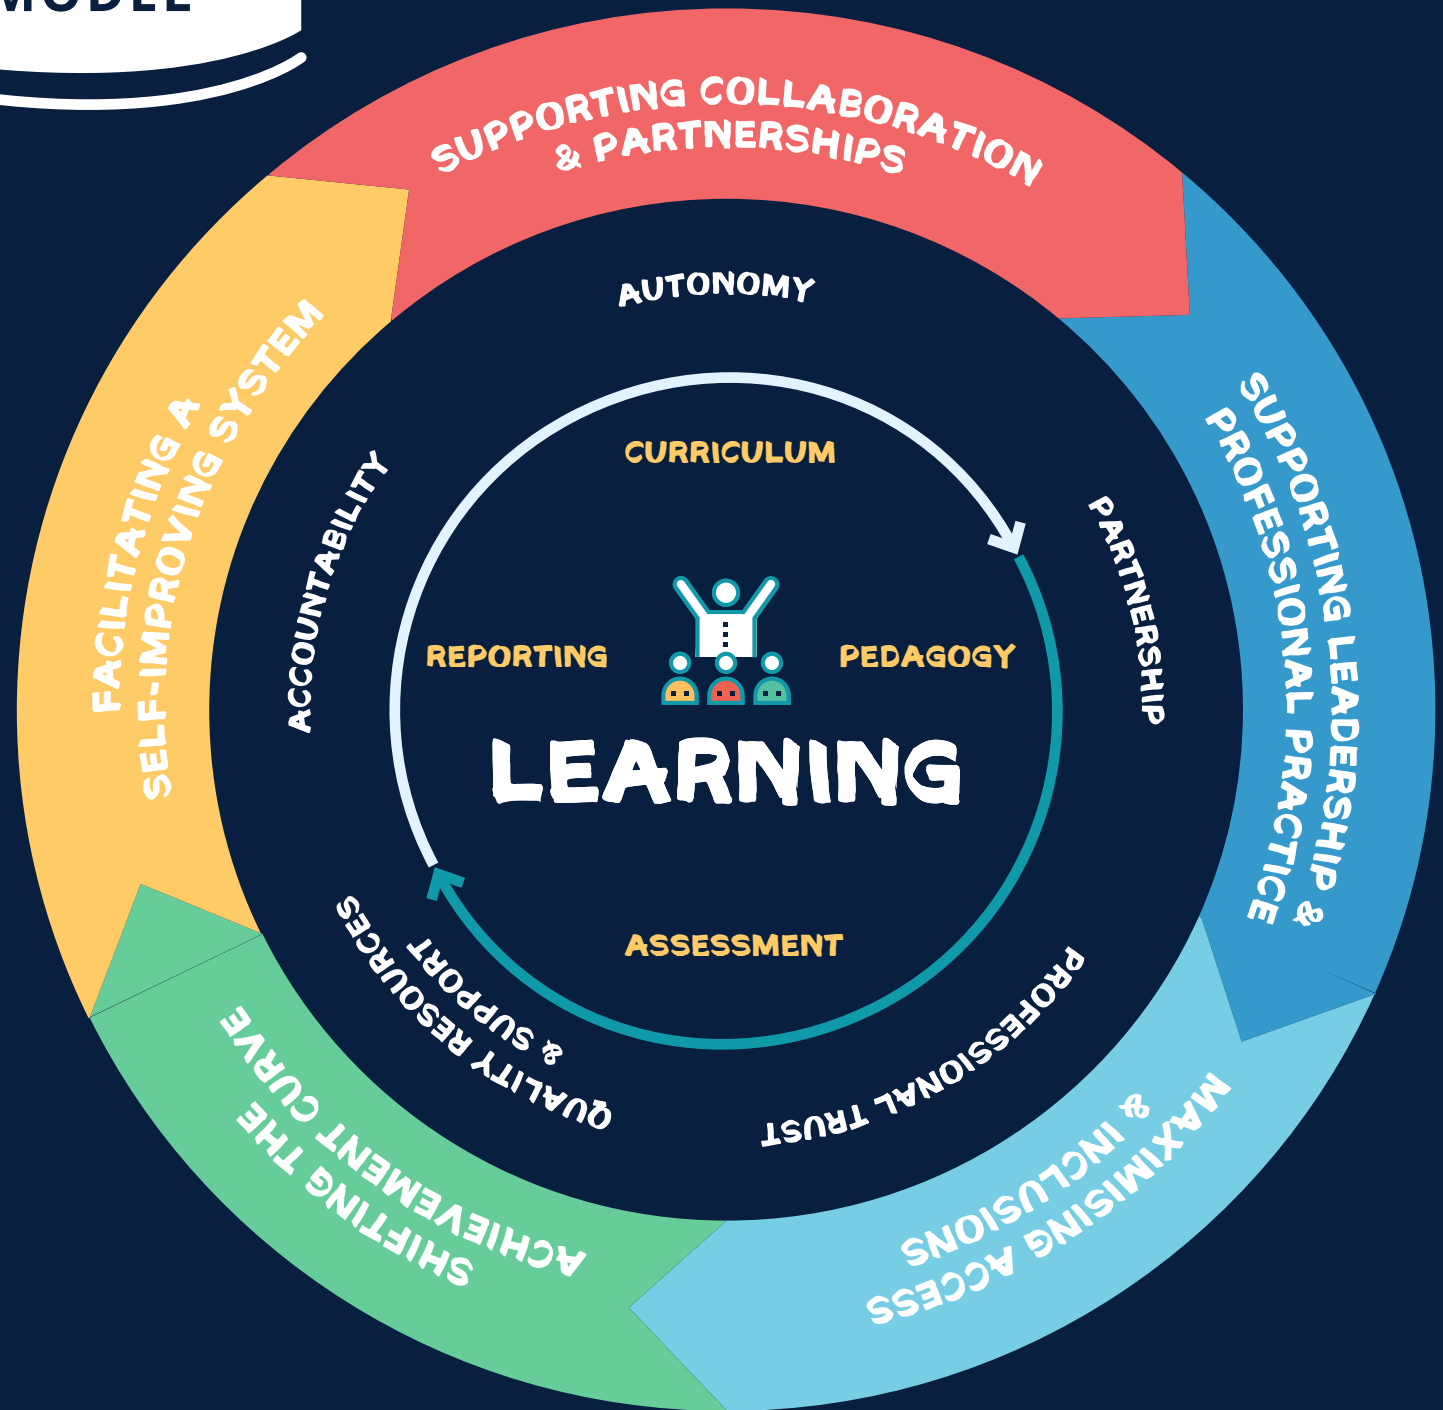 MODEL
SUPPORTING COLLABORATION
& PARTNERSHIPS
SUPPORTING LEADERSHIP &
PROFESSIONAL PRACTICE
MAXIMISING ACCESS
& INCLUSIONS
SHIFTING THE
ACHIEVEMENT CURVE
FACILITATING A
SELF-IMPROVING SYSTEM
AUTONOMY
PARTNERSHIP
PROFESSIONAL TRUST
QUALITY RESOURCES
& SUPPORT
ACCOUNTABILITY
CURRICULUM
REPORTING
PEDAGOGY
LEARNING
ASSESSMENT